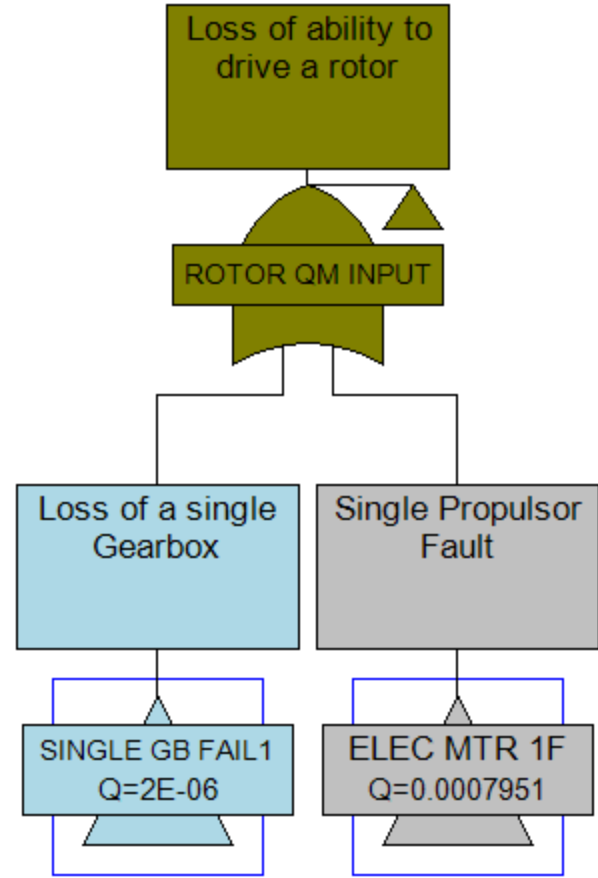 Loss of ability to
drive a rotor
ROTOR QM INPUT
Loss of a single
Gearbox
Single Propulsor
Fault
SINGLE GB FAIL1
Q=2E-06
ELEC MTR 1F
Q=0.0007951